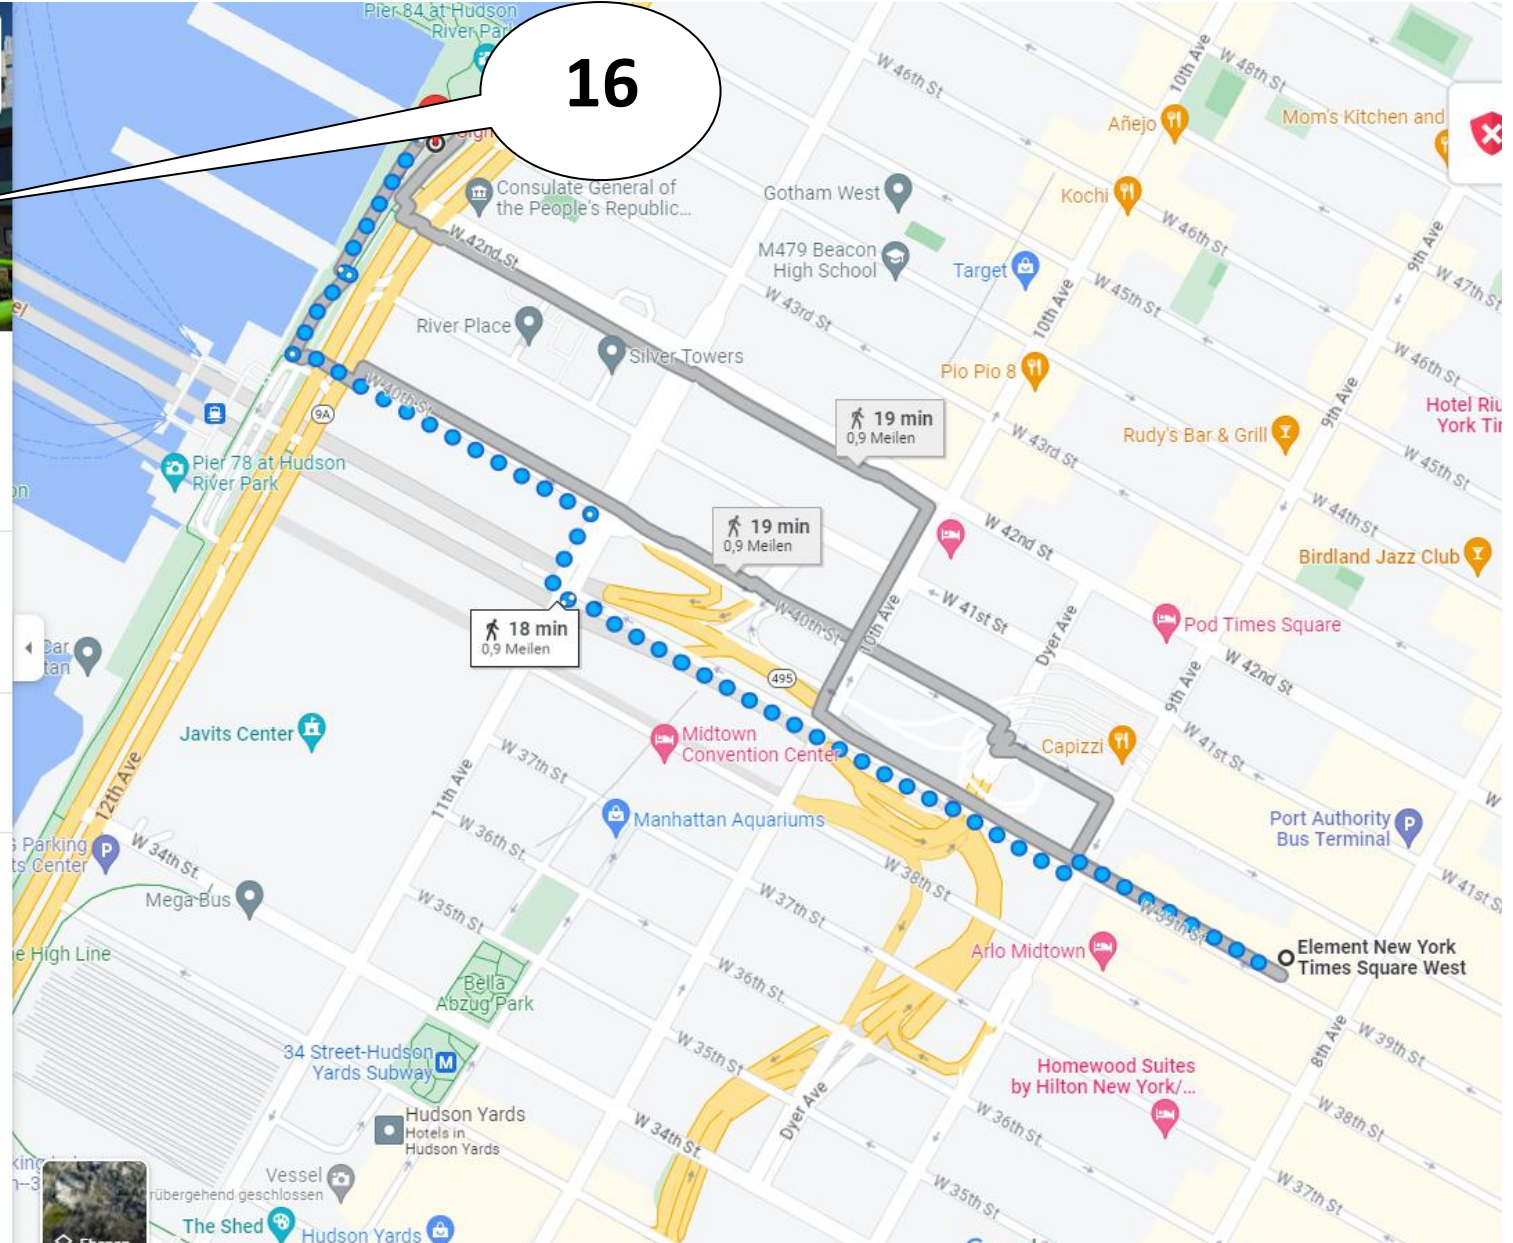 Pier 84 at Hudson
River Park
16
W 46th St
10th Ave
W 48th St
Añejo
Mom's Kitchen and
Consulate General of
the People's Republic...
Gotham West
Kochi
W 42nd St
M479 Beacon
High School
Target
W 46th St
9th Ave
W 47th St
W 43rd St
W 45th St
10th Ave
River Place
Silver Towers
Pio Pio 8
W 46th St
W 40th St
9A
19 min
0,9 Meilen
9th Ave
Hotel Riu
W 43rd St
Rudy's Bar & Grill
Pier 78 at Hudson
River Park
W 45th St
19 min
0,9 Meilen
W 42nd St
W 44th St
Birdland Jazz Club
W 40th St
10th Ave
W 41st St
Dyer Ave
Pod Times Square
18 min
0,9 Meilen
W 42nd St
495
9th Ave
Javits Center
Midtown
Convention Center
Capizzi
W 41st St
W 37th St
12th Ave
11th Ave
Manhattan Aquariums
Port Authority
Bus Terminal
Parking
W 34th St.
W 36th St.
W 38th St
W 41st S
Mega Bus
W 35th St
W 37th St
W 39th St
High Line
Arlo Midtown
Element New York
Times Square West
Bella
Abzug Park
W 36th St.
8th Ave
W 39th St
34 Street-Hudson
Yards Subway
W 35th St
Homewood Suites
by Hilton New York/...
Hudson Yards
Hotels in
Hudson Yards
W 34th St.
Dyer Ave
W 36th St
W 38th St
Vessel
rübergehend geschlossen
W 35th St
W 37th St
The Shed
Hudson Yards